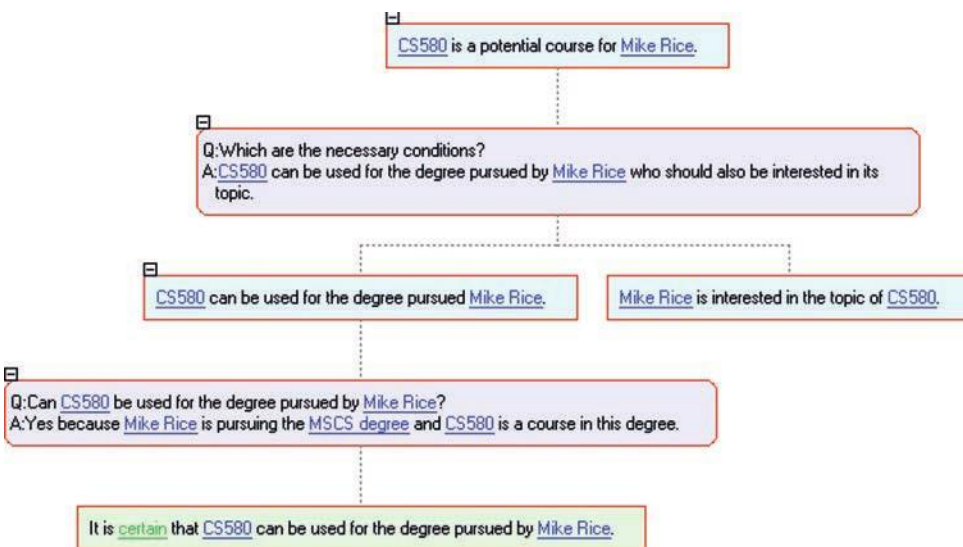 CS580 is a potential course for Mike Rice.
Q:Which are the necessary conditions?
A:CS580 can be used for the degree pursued by Mike Rice who should also be interested in its
topic.
CS580 can be used for the degree pursued Mike Rice.
Mike Rice is interested in the topic of CS580.
Q:Can CS580 be used for the degree pursued by Mike Rice?
A:Yes because Mike Rice is pursuing the MSCS degree and CS580 is a course in this degree.
It is certain that CS580 can be used for the degree pursued by Mike Rice.